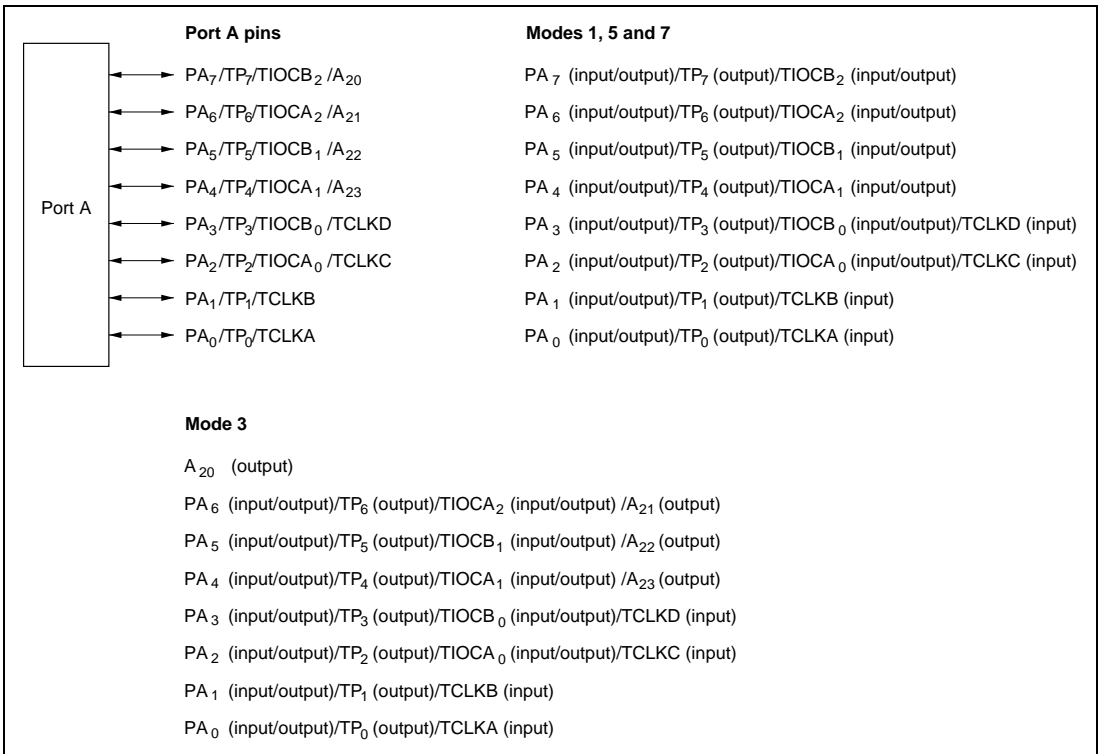 Port A pins Modes 1, 5 and 7
PA₇/TP₇/TIOCB₂ /A₂₀ PA ₇ (input/output)/TP₇ (output)/TIOCB₂ (input/output)
PA₆/TP₆/TIOCA₂ /A₂₁ PA ₆ (input/output)/TP₆ (output)/TIOCA₂ (input/output)
PA₅/TP₅/TIOCB₁ /A₂₂ PA ₅ (input/output)/TP₅ (output)/TIOCB₁ (input/output)
PA₄/TP₄/TIOCA₁ /A₂₃ PA ₄ (input/output)/TP₄ (output)/TIOCA₁ (input/output)
Port A
PA₃/TP₃/TIOCB₀ /TCLKD PA ₃ (input/output)/TP₃ (output)/TIOCB₀ (input/output)/TCLKD (input)
PA₂/TP₂/TIOCA₀ /TCLKC PA ₂ (input/output)/TP₂ (output)/TIOCA₀ (input/output)/TCLKC (input)
PA₁/TP₁/TCLKB PA ₁ (input/output)/TP₁ (output)/TCLKB (input)
PA₀/TP₀/TCLKA PA ₀ (input/output)/TP₀ (output)/TCLKA (input)
Mode 3
A ₂₀ (output)
PA ₆ (input/output)/TP₆ (output)/TIOCA₂ (input/output) /A₂₁ (output)
PA ₅ (input/output)/TP₅ (output)/TIOCB₁ (input/output) /A₂₂ (output)
PA ₄ (input/output)/TP₄ (output)/TIOCA₁ (input/output) /A₂₃ (output)
PA ₃ (input/output)/TP₃ (output)/TIOCB ₀ (input/output)/TCLKD (input)
PA ₂ (input/output)/TP₂ (output)/TIOCA ₀ (input/output)/TCLKC (input)
PA ₁ (input/output)/TP₁ (output)/TCLKB (input)
PA ₀ (input/output)/TP₀ (output)/TCLKA (input)